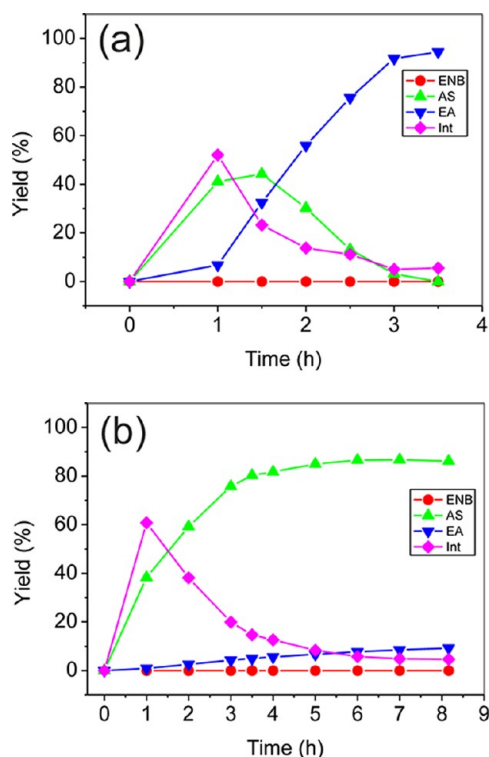 (a)
100
80
60
40
20
0
Yield (%)
ENB
AS
EA
Int
0 1 2 3 4
Time (h)
(b)
100
80
60
40
20
0
Yield (%)
ENB
AS
EA
Int
0 1 2 3 4 5 6 7 8 9
Time (h)